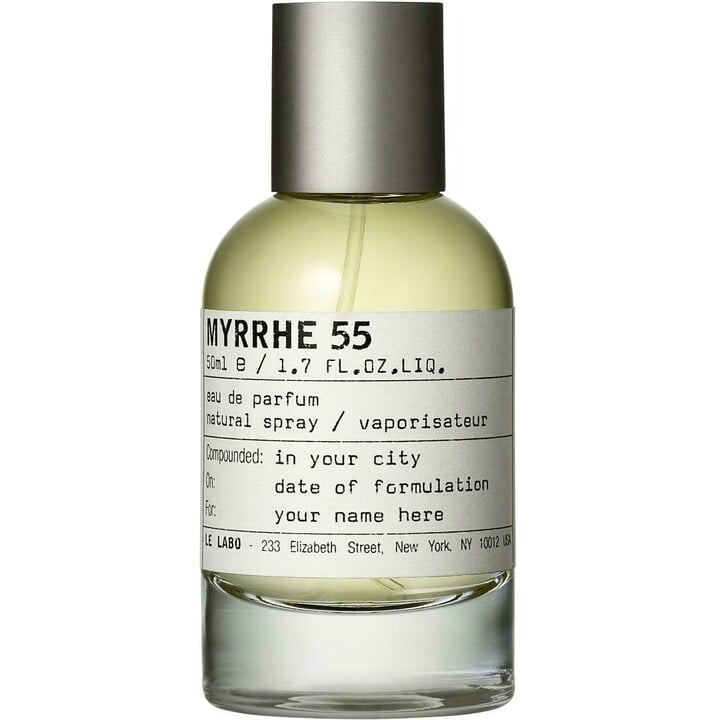 MYRRHE 55
50ml e / 1.7 FL.OZ.LIQ.
eau de parfum
natural spray / vaporisateur
Compounded: in your city
On: date of formulation
For: your name here
LE LABO - 233 Elizabeth Street, New York, NY 10012 USA